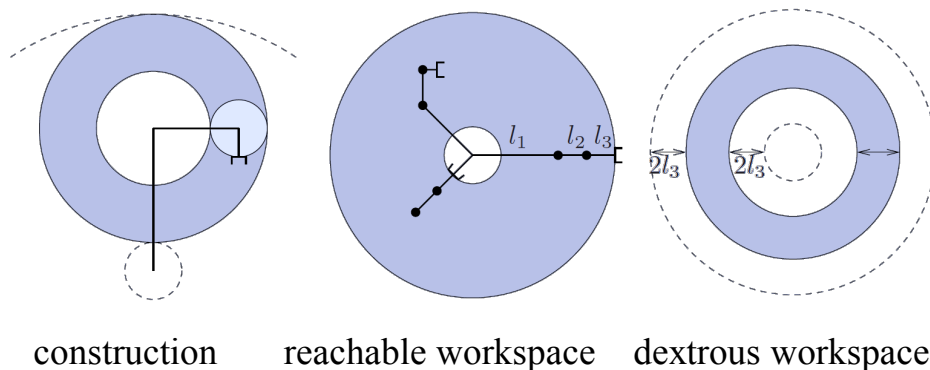 l₁ l₂ l₃
2l₃ 2l₃
construction reachable workspace dextrous workspace